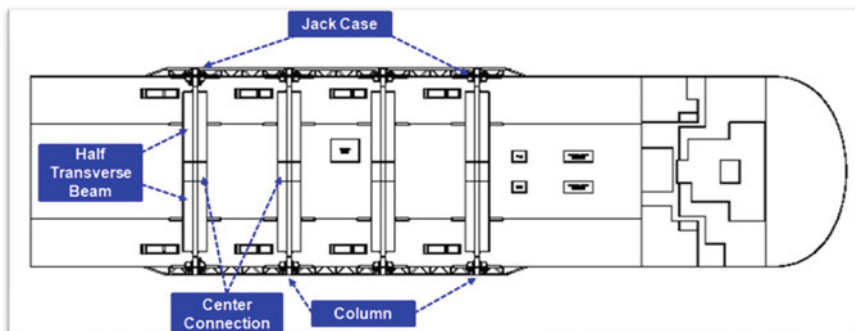 Jack Case
Half
Transverse
Beam
Center
Connection
Column